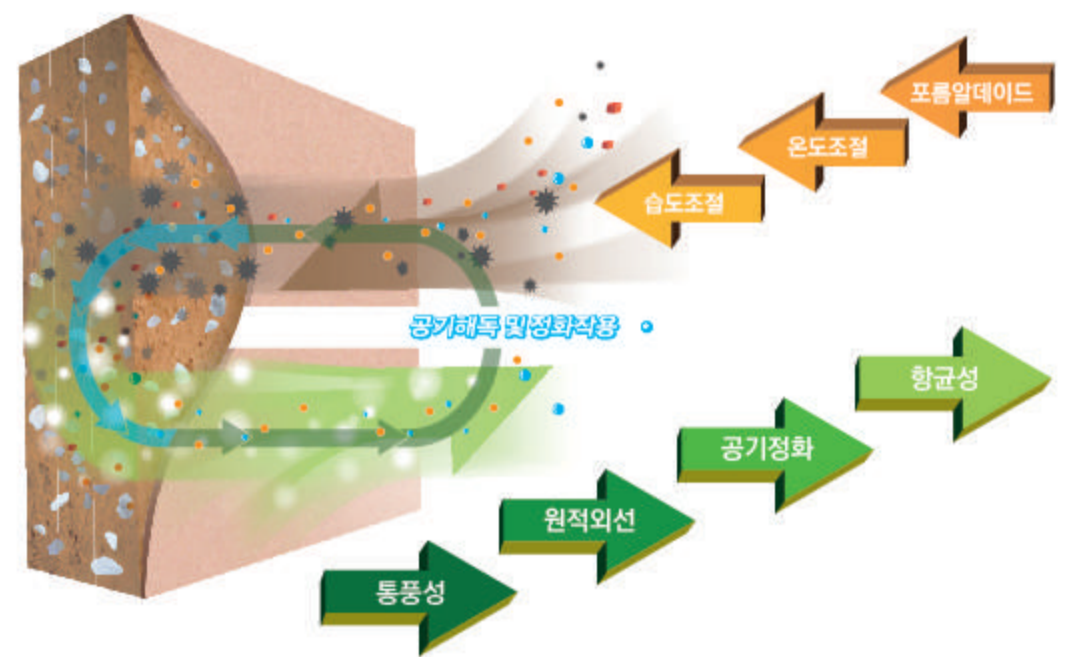 포름알데이드
온도조절
습도조절
공기해독 및 정화작용
항균성
공기정화
원적외선
통풍성